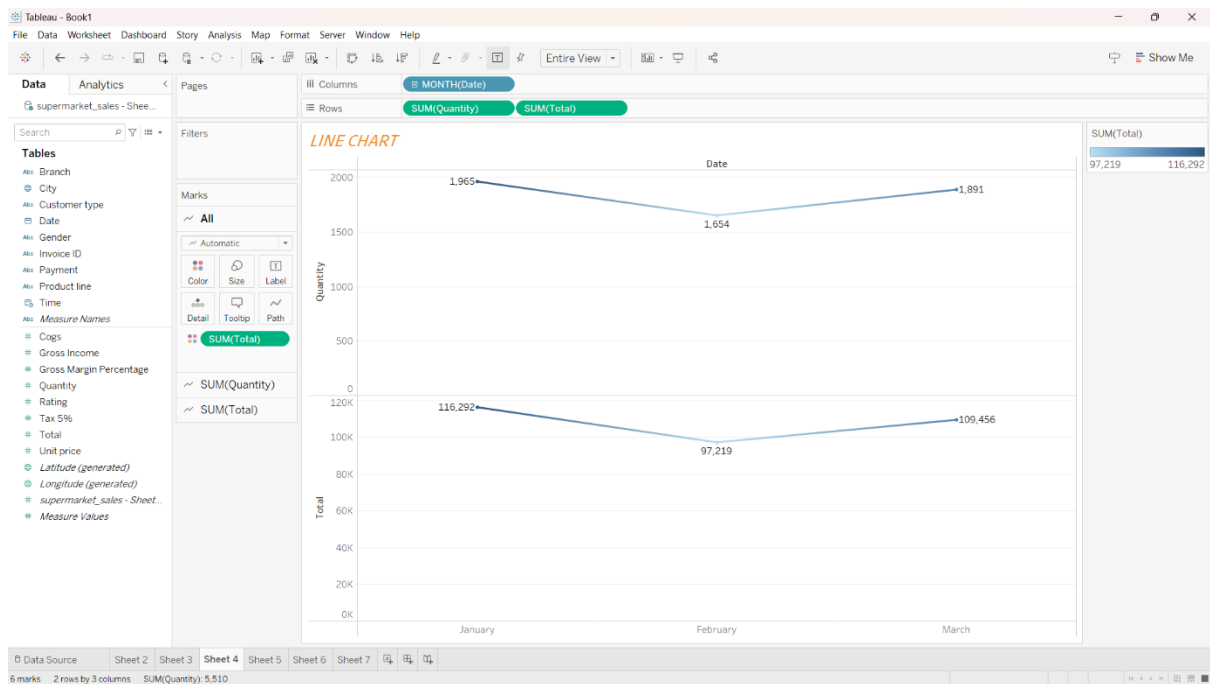 Tableau - Book1
File Data Worksheet Dashboard Story Analysis Map Format Server Window Help
Entire View
Show Me
Data Analytics
supermarket_sales - Shee...
Search
Tables
Abc Branch
City
Abc Customer type
Date
Abc Gender
Abc Invoice ID
Abc Payment
Abc Product line
Time
Abc Measure Names
# Cogs
# Gross Income
# Gross Margin Percentage
# Quantity
# Rating
# Tax 5%
# Total
# Unit price
Latitude (generated)
Longitude (generated)
# supermarket_sales - Sheet...
# Measure Values
Pages
Filters
Marks
All
Automatic
Color Size Label
Detail Tooltip Path
SUM(Total)
SUM(Quantity)
SUM(Total)
Columns MONTH(Date)
Rows SUM(Quantity) SUM(Total)
LINE CHART
Date
2000
1500
1000
500
0
Quantity
1,965
1,654
1,891
120K
100K
80K
60K
40K
20K
0K
Total
116,292
97,219
109,456
January February March
SUM(Total)
97,219 116,292
Data Source Sheet 2 Sheet 3 Sheet 4 Sheet 5 Sheet 6 Sheet 7
6 marks 2 rows by 3 columns SUM(Quantity): 5,510